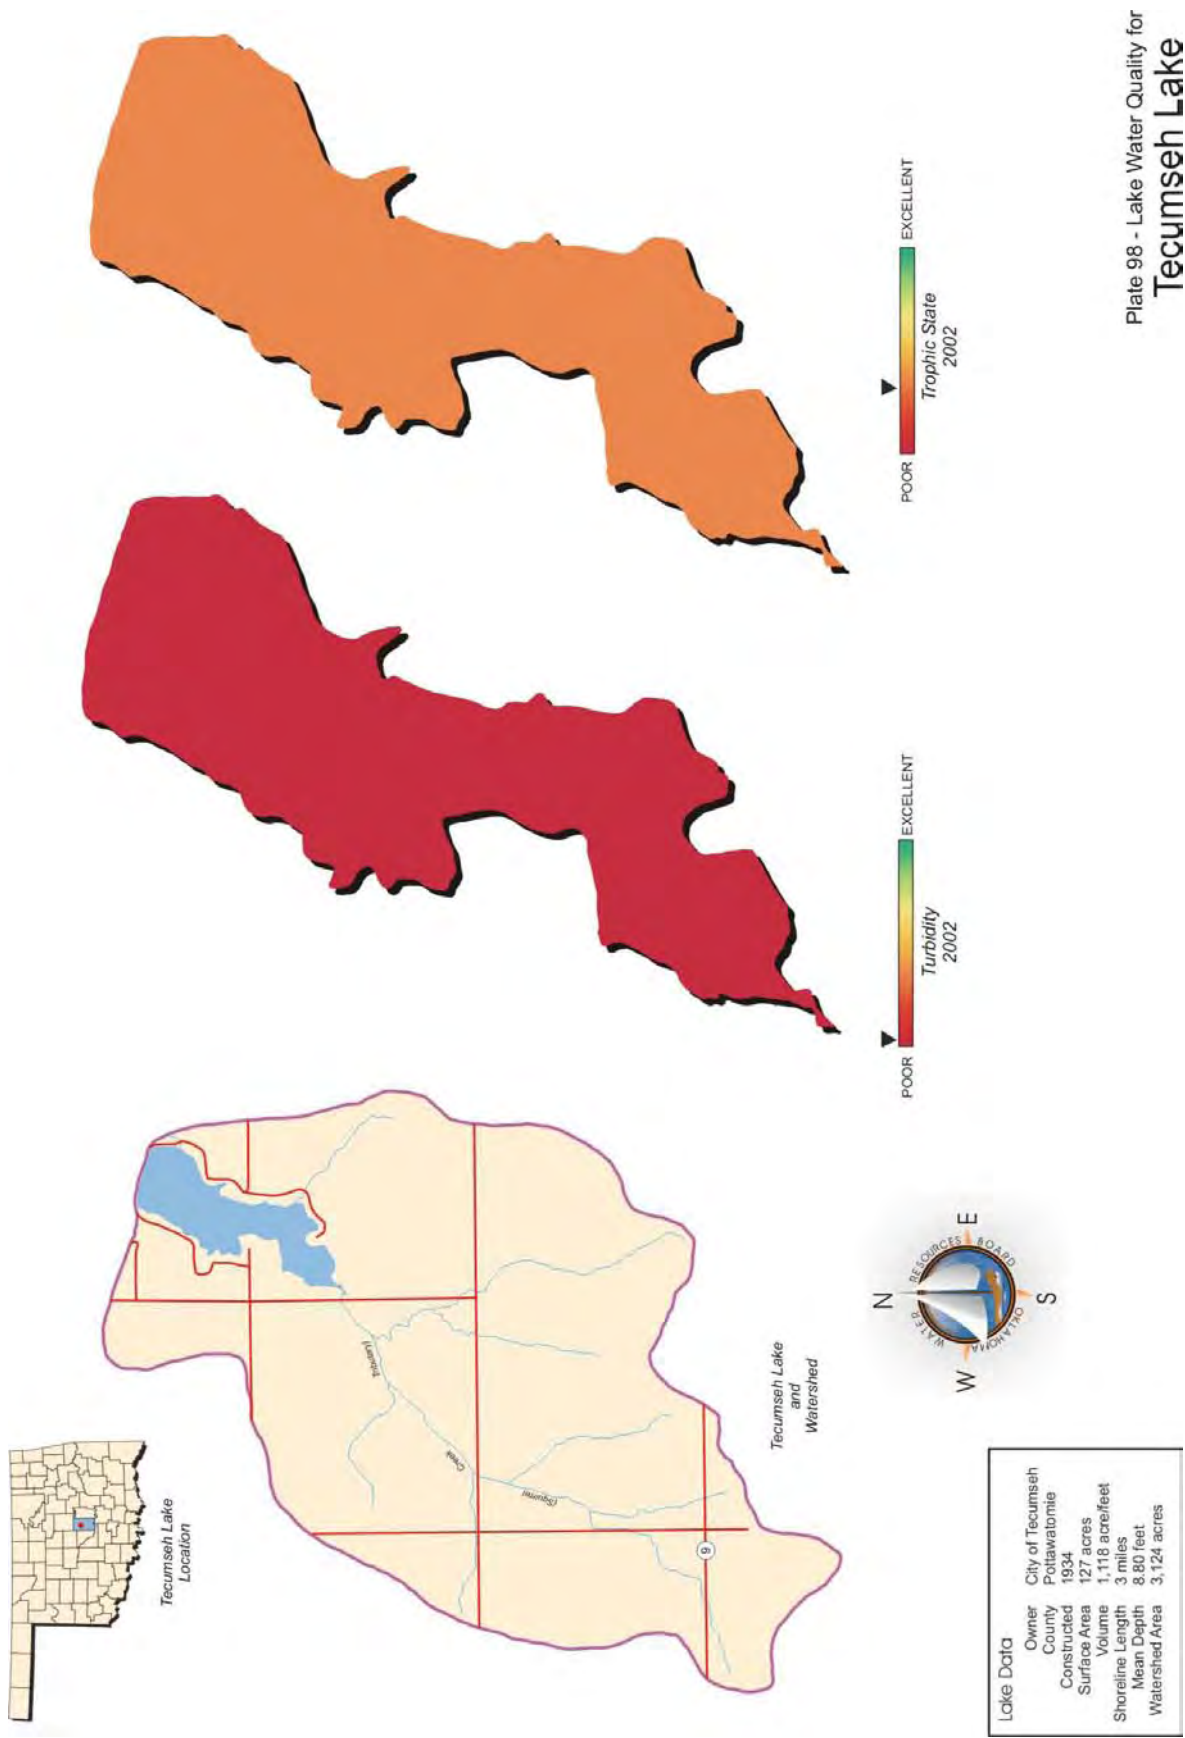 Tecumseh Lake
Location
Tributary)
Creek
(Squirrel
9
Tecumseh Lake
and
Watershed
N
E
S
W
OKLAHOMA WATER RESOURCES BOARD
POOR
EXCELLENT
Turbidity
2002
POOR
EXCELLENT
Trophic State
2002
Lake Data
Owner City of Tecumseh
County Pottawatomie
Constructed 1934
Surface Area 127 acres
Volume 1,118 acre/feet
Shoreline Length 3 miles
Mean Depth 8.80 feet
Watershed Area 3,124 acres
Plate 98 - Lake Water Quality for
Tecumseh Lake